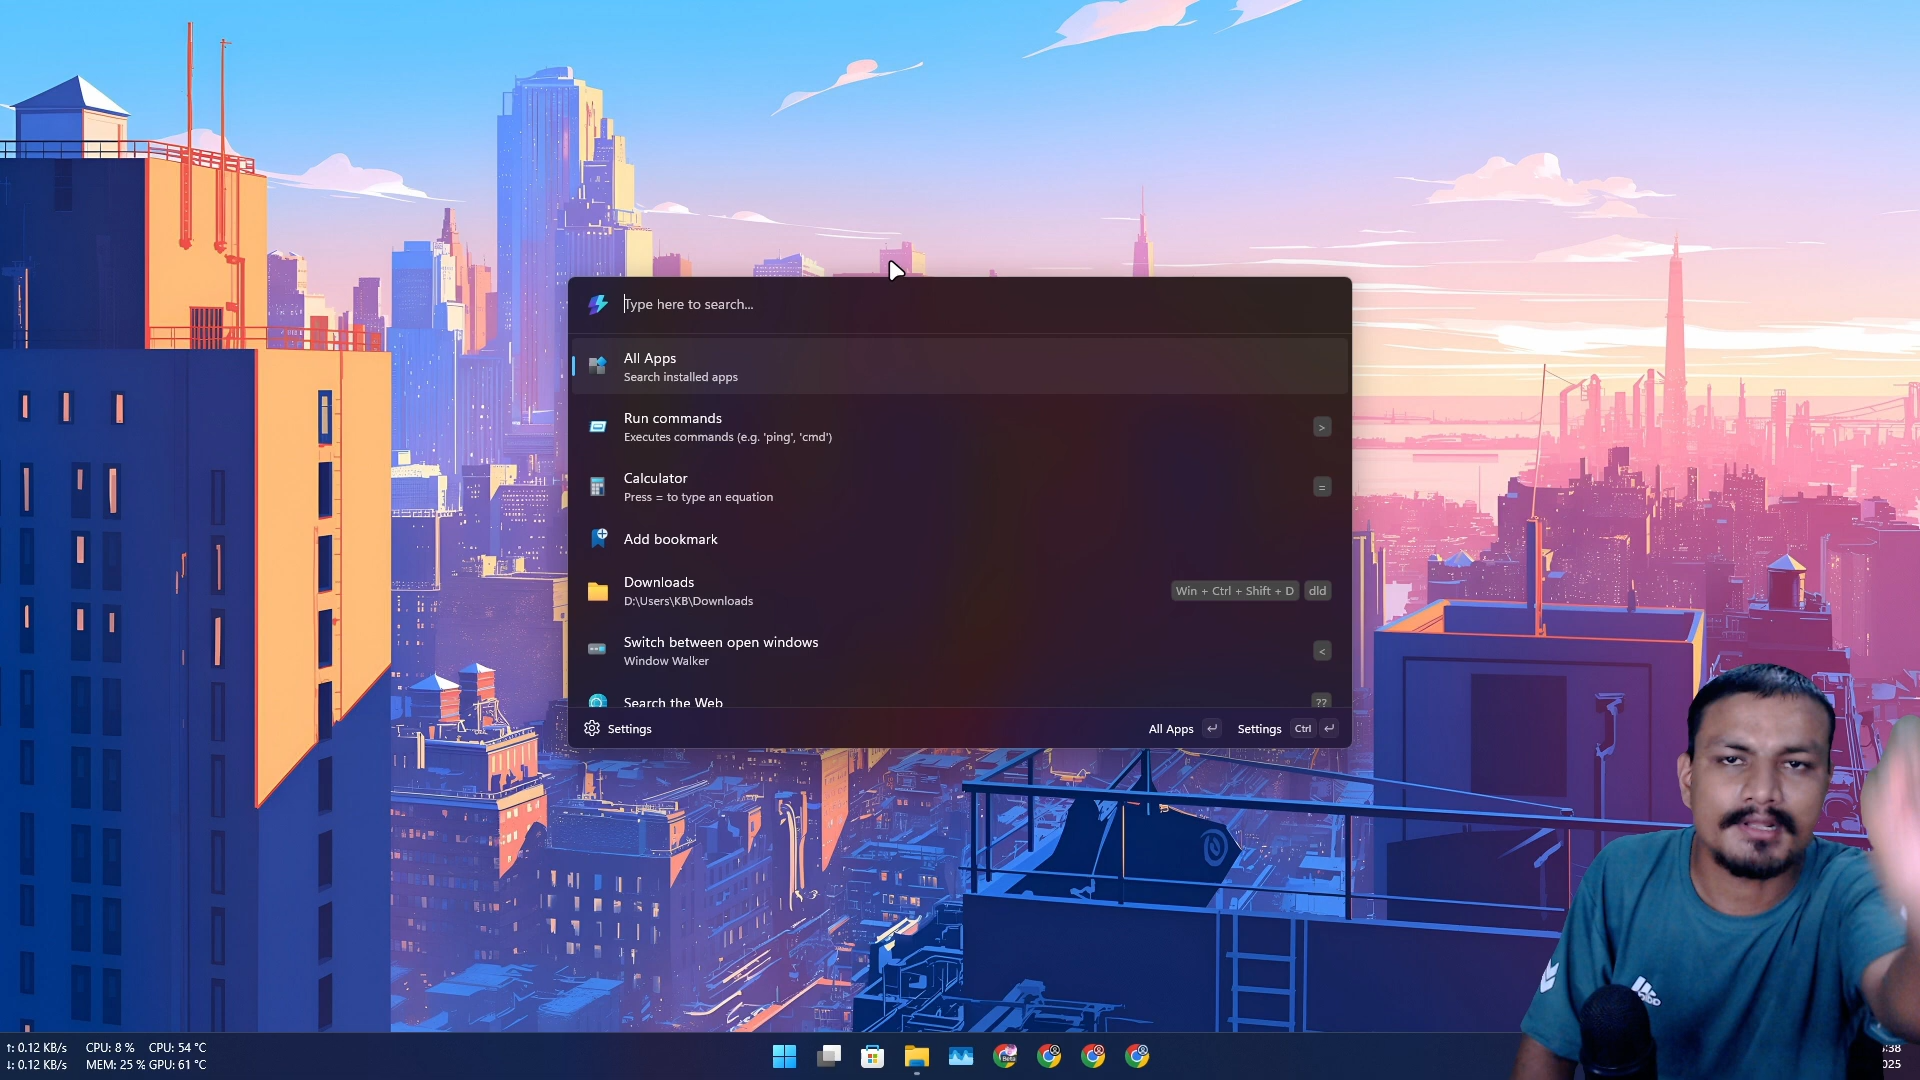 Type here to search...
All Apps
Search installed apps
Run commands
Executes commands (e.g. 'ping', 'cmd')
>
Calculator
Press = to type an equation
=
Add bookmark
Downloads
D:\Users\KB\Downloads
Win + Ctrl + Shift + D
dld
Switch between open windows
Window Walker
<
Search the Web
??
Settings
All Apps
Settings
Ctrl
↑: 0.12 KB/s CPU: 8 % CPU: 54 °C
↓: 0.12 KB/s MEM: 25 % GPU: 61 °C
Beta
:38
025